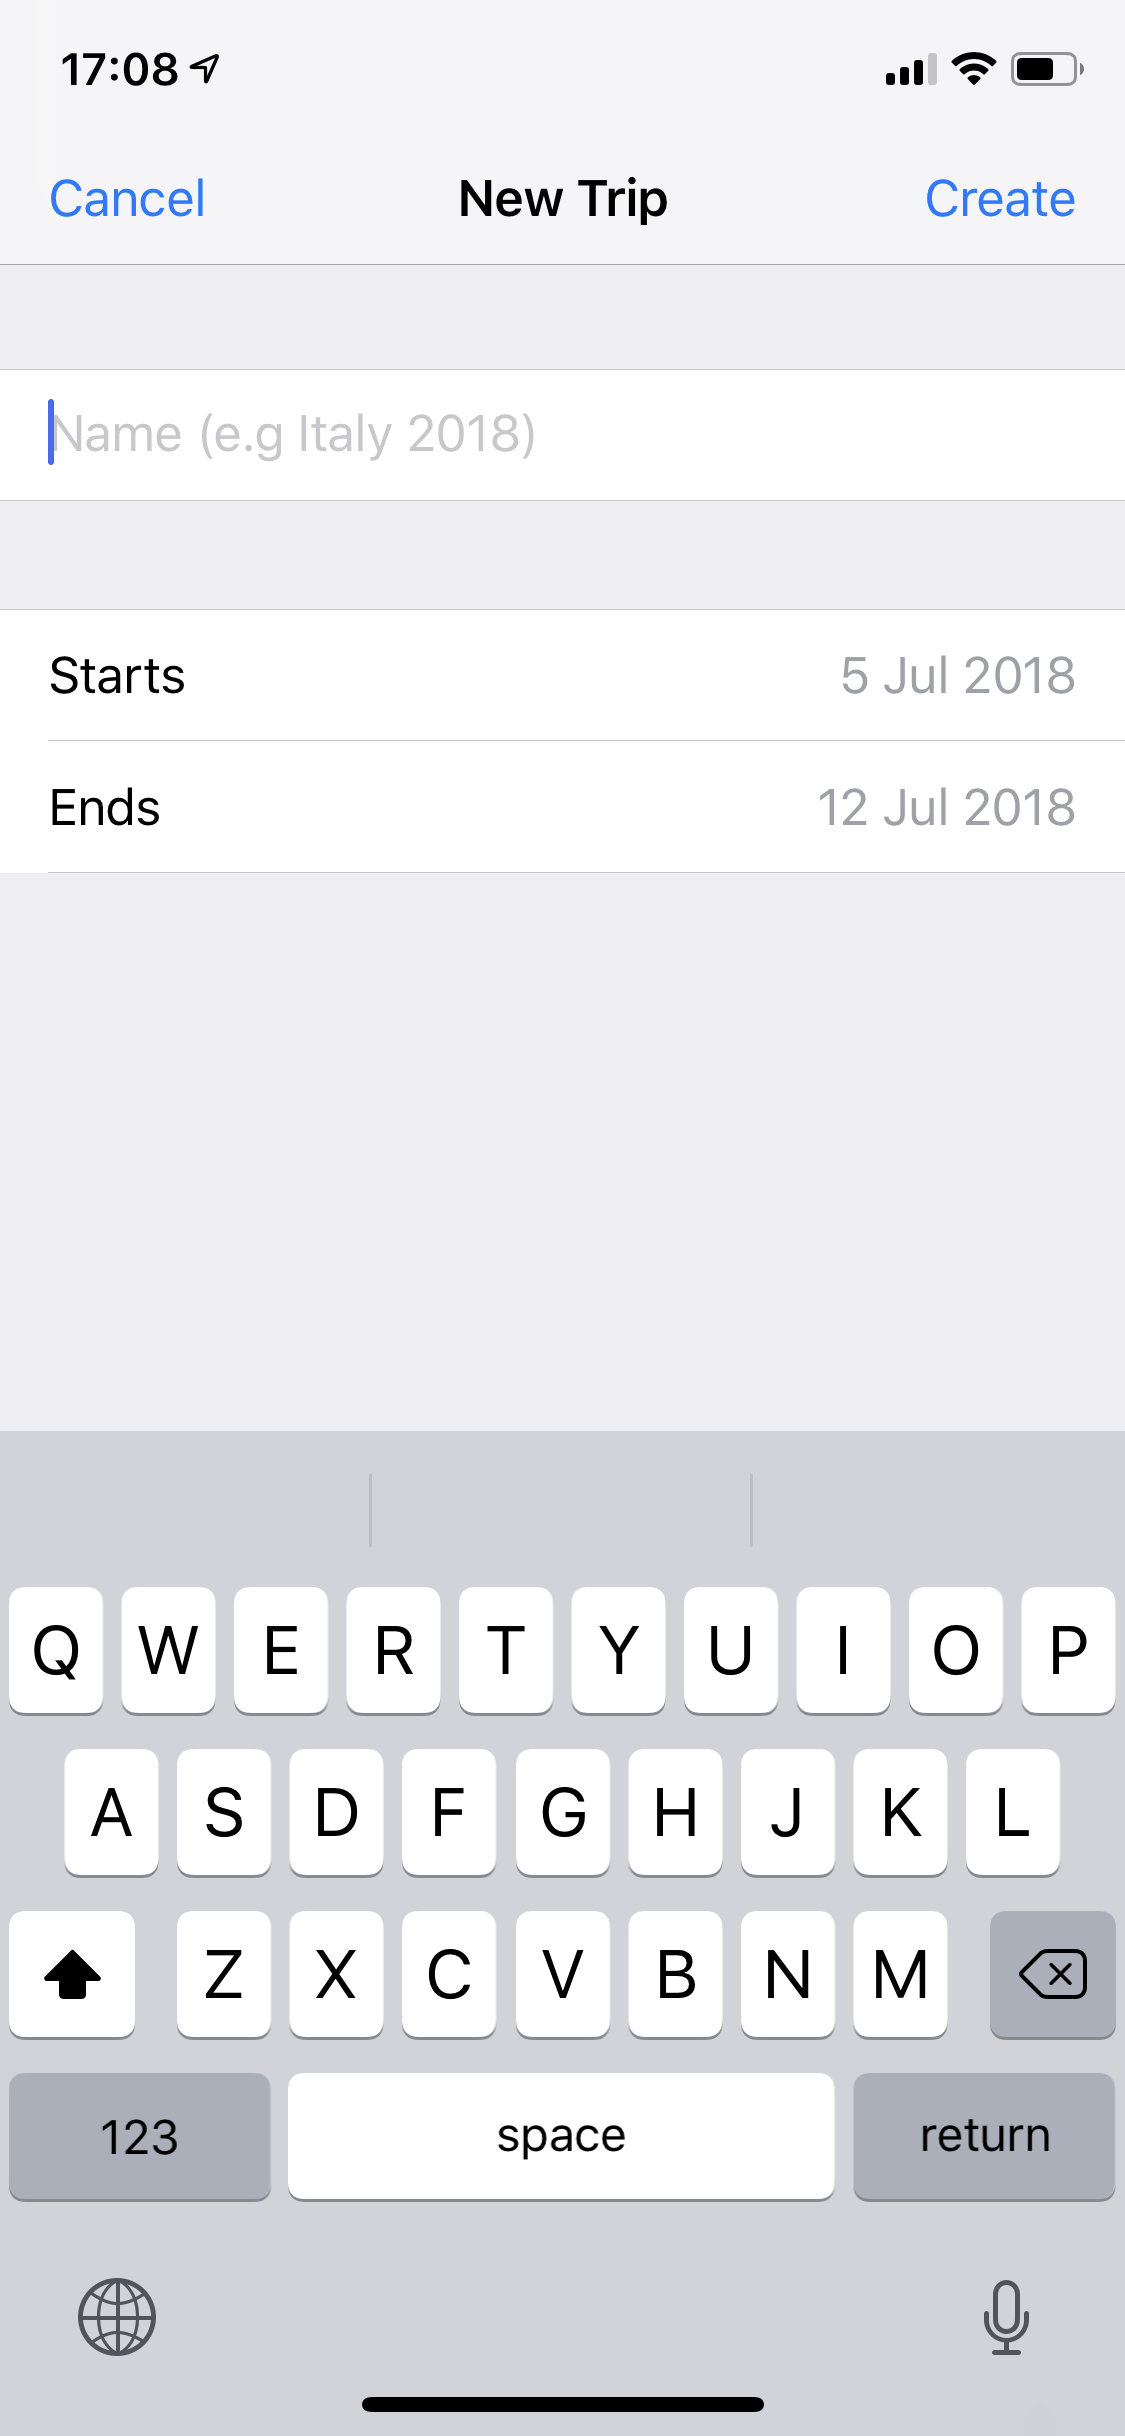 17:08
Cancel New Trip Create
Name (e.g Italy 2018)
Starts 5 Jul 2018
Ends 12 Jul 2018
Q W E R T Y U I O P
A S D F G H J K L
Z X C V B N M
123 space return